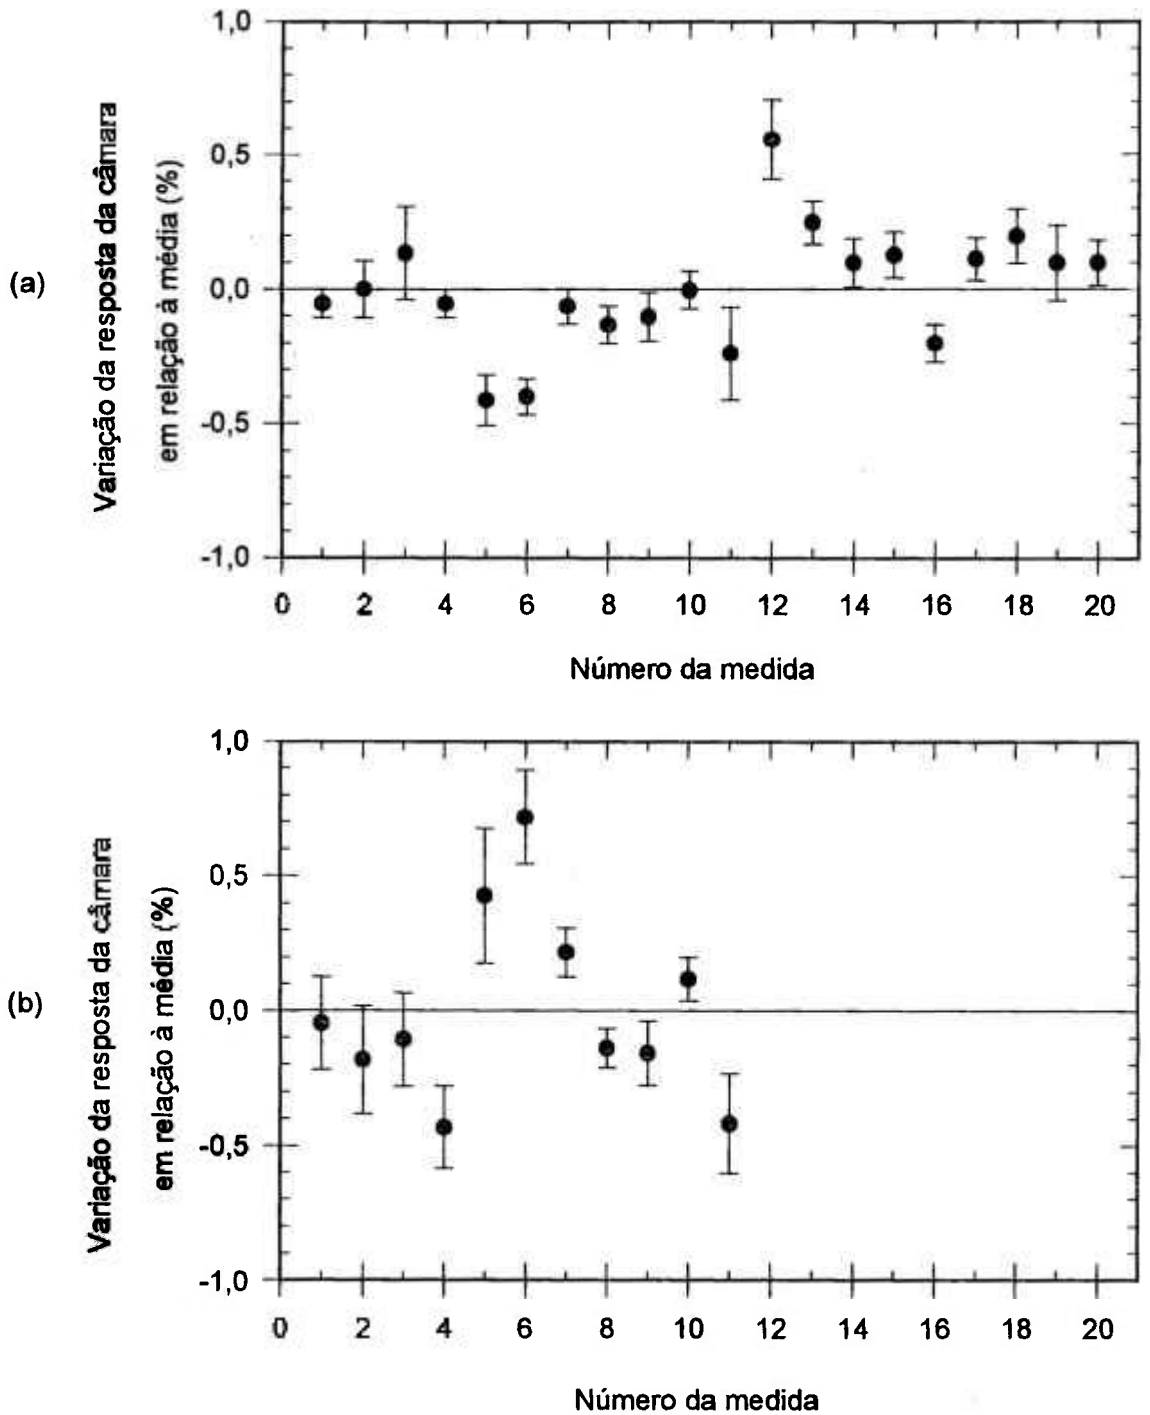 (a)
Variação da resposta da câmara
em relação à média (%)
1,0
0,5
0,0
-0,5
-1,0
0 2 4 6 8 10 12 14 16 18 20
Número da medida
(b)
Variação da resposta da câmara
em relação à média (%)
1,0
0,5
0,0
-0,5
-1,0
0 2 4 6 8 10 12 14 16 18 20
Número da medida